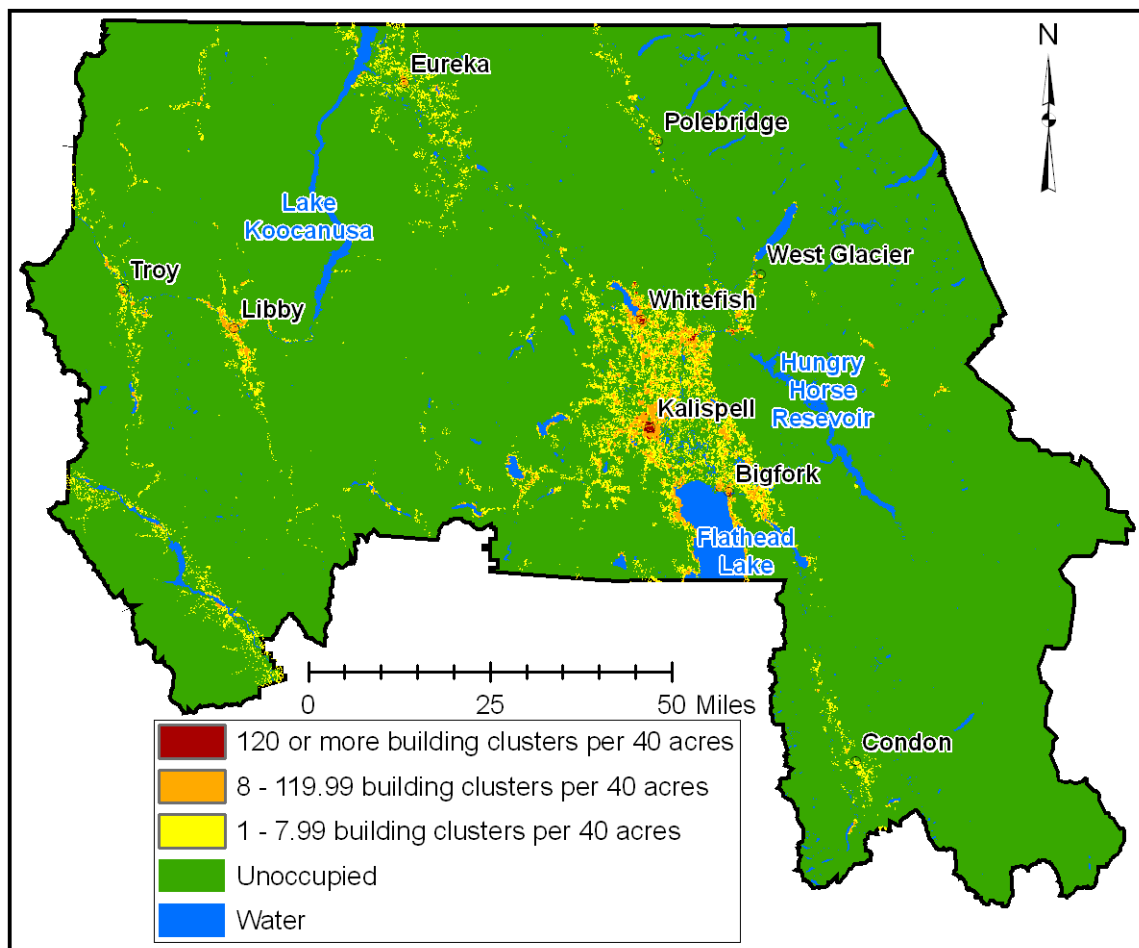 N
Eureka
Polebridge
Lake
Koocanusa
West Glacier
Troy
Whitefish
Libby
Hungry
Horse
Resevoir
Kalispell
Bigfork
Flathead
Lake
0 25 50 Miles
Condon
120 or more building clusters per 40 acres
8 - 119.99 building clusters per 40 acres
1 - 7.99 building clusters per 40 acres
Unoccupied
Water